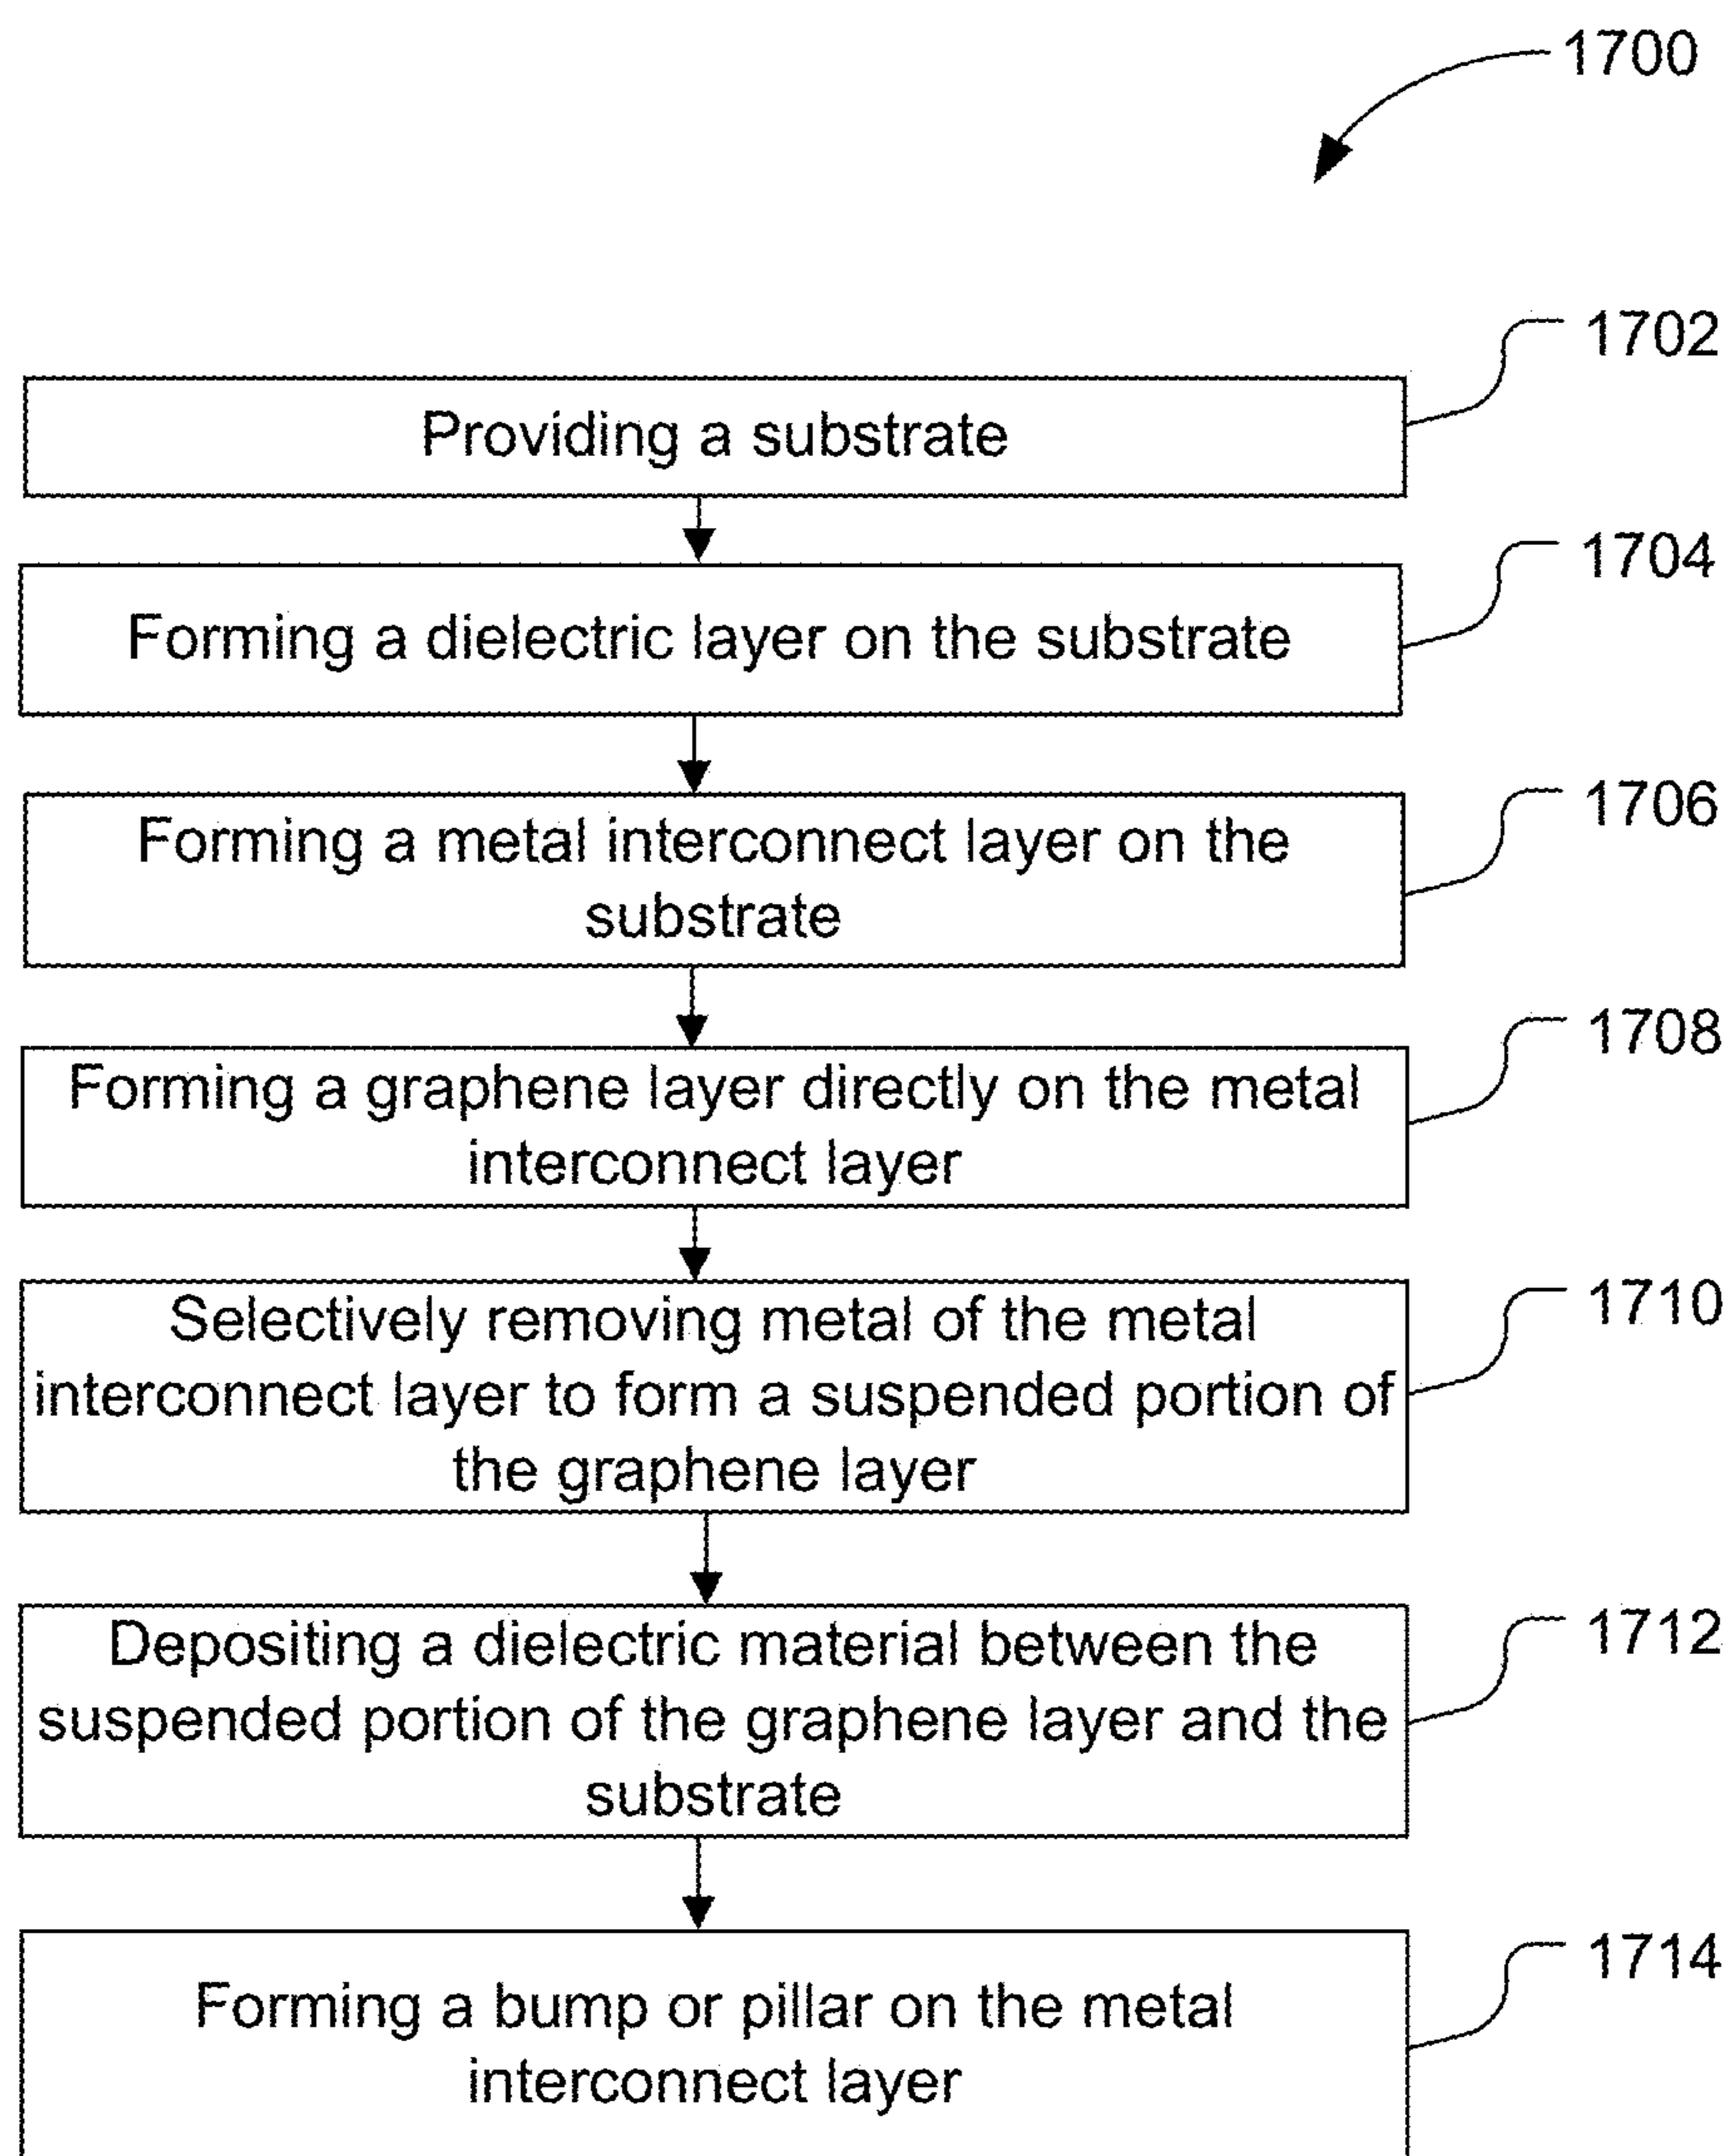 1700
1702
Providing a substrate
1704
Forming a dielectric layer on the substrate
1706
Forming a metal interconnect layer on the
substrate
1708
Forming a graphene layer directly on the metal
interconnect layer
1710
Selectively removing metal of the metal
interconnect layer to form a suspended portion of
the graphene layer
1712
Depositing a dielectric material between the
suspended portion of the graphene layer and the
substrate
1714
Forming a bump or pillar on the metal
interconnect layer